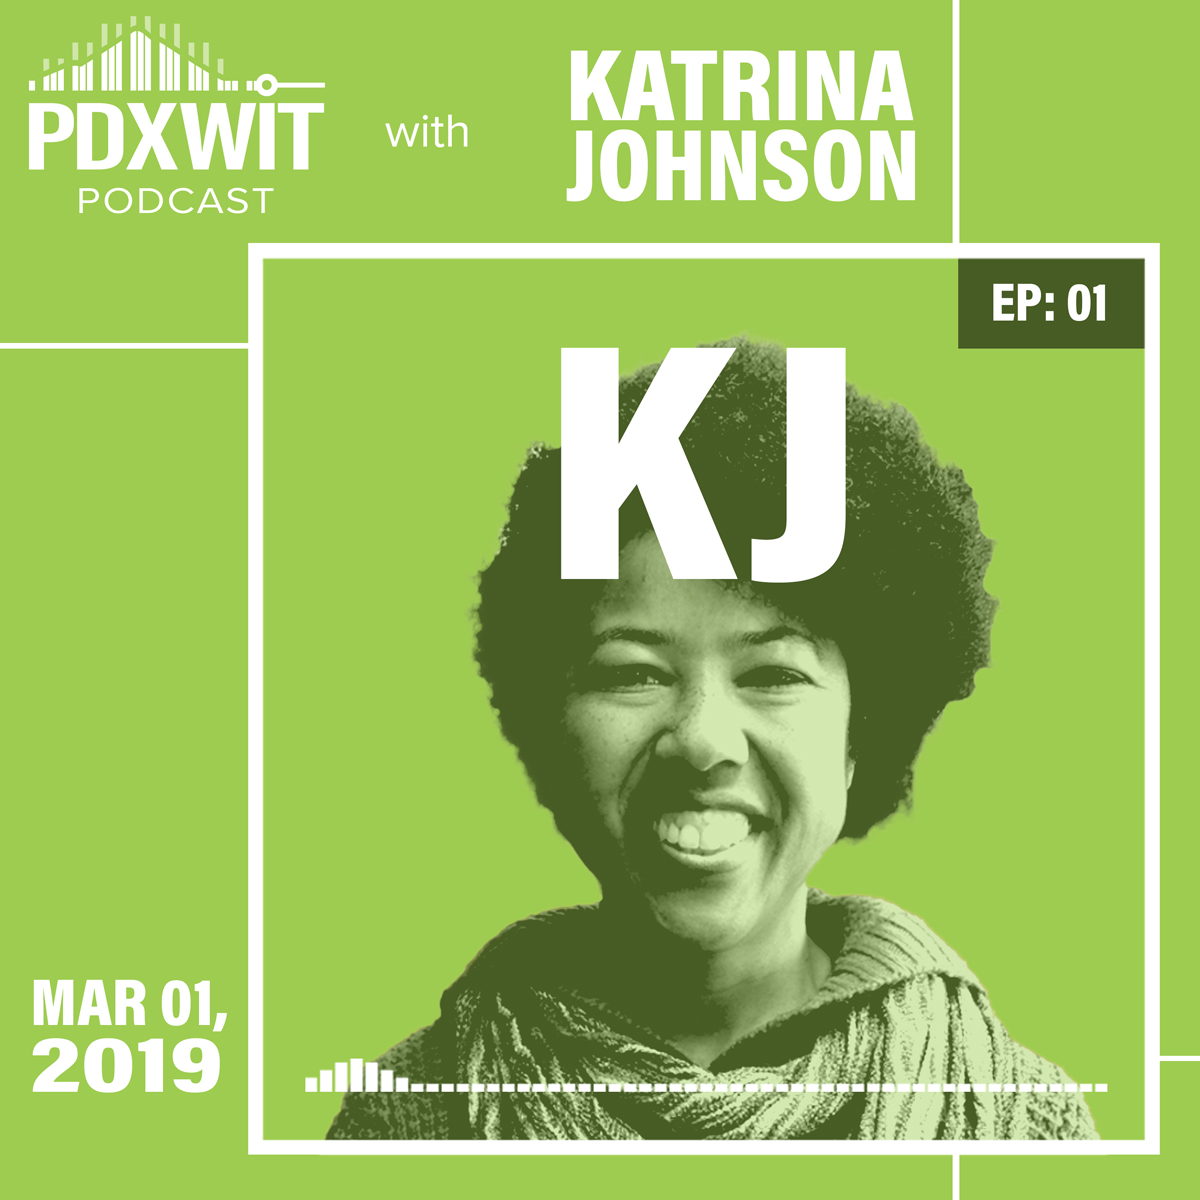 PDXWIT
PODCAST
with
KATRINA
JOHNSON
EP: 01
KJ
MAR 01,
2019